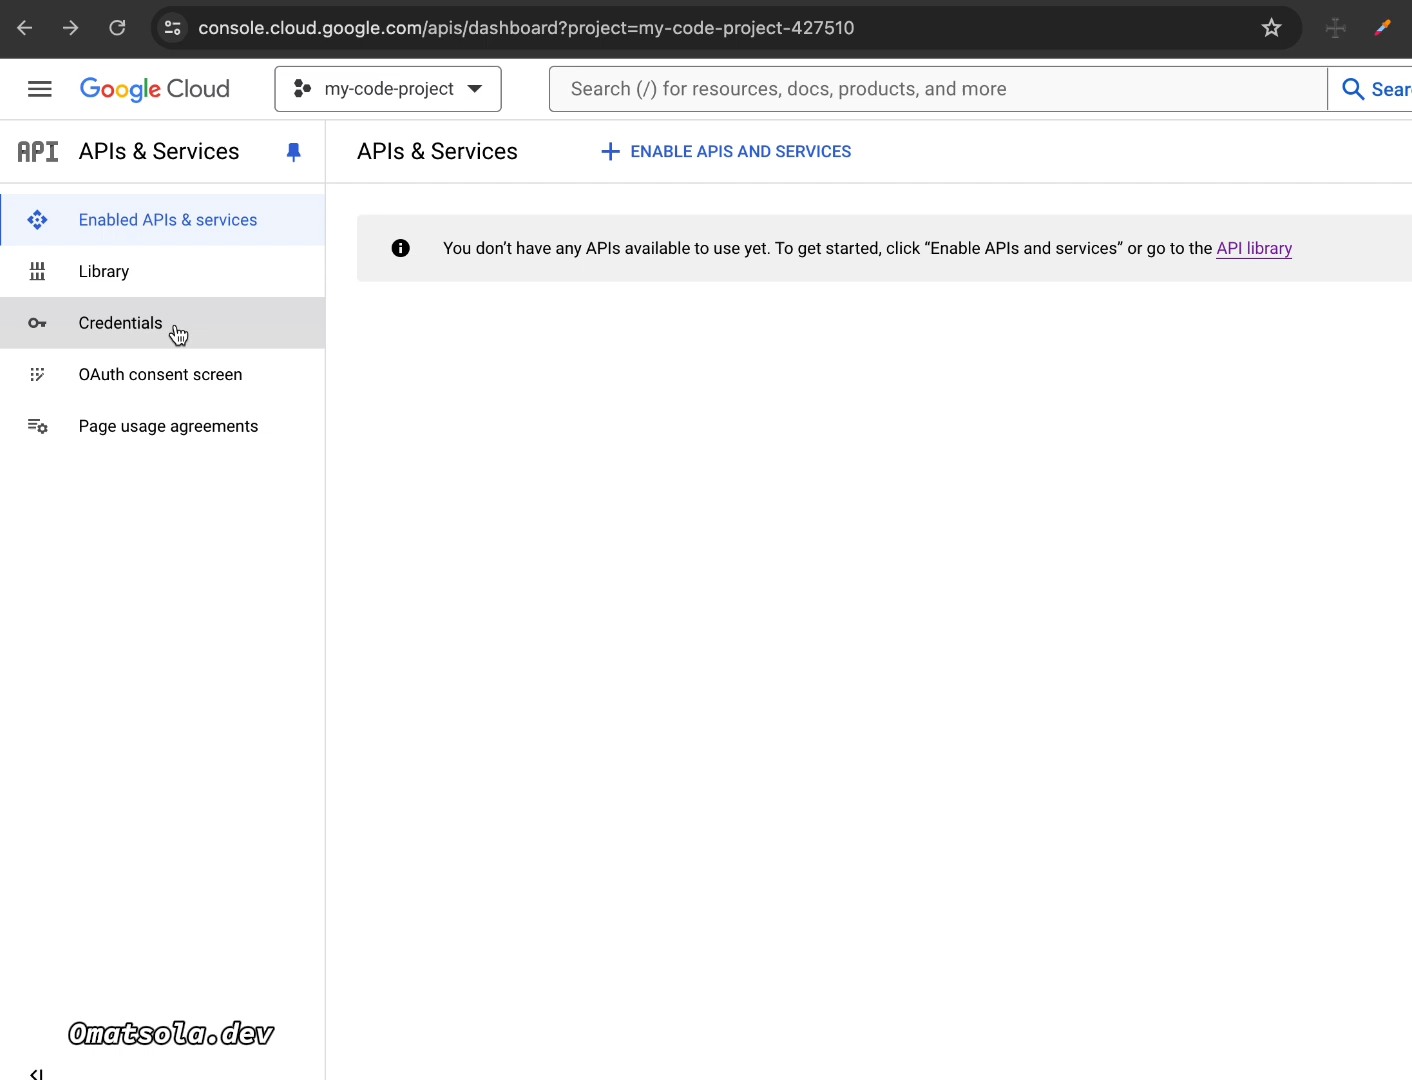 console.cloud.google.com/apis/dashboard?project=my-code-project-427510
Google Cloud
my-code-project
Search (/) for resources, docs, products, and more
Sear
API APIs & Services
APIs & Services
ENABLE APIS AND SERVICES
Enabled APIs & services
Library
Credentials
OAuth consent screen
Page usage agreements
You don’t have any APIs available to use yet. To get started, click “Enable APIs and services” or go to the API library
Omatsola.dev